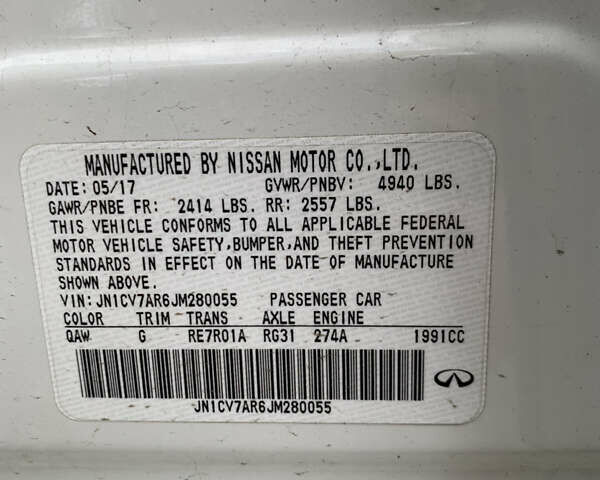 MANUFACTURED BY NISSAN MOTOR CO.,LTD.
DATE: 05/17 GVWR/PNBV: 4940 LBS.
GAWR/PNBE FR: 2414 LBS. RR: 2557 LBS.
THIS VEHICLE CONFORMS TO ALL APPLICABLE FEDERAL
MOTOR VEHICLE SAFETY,BUMPER,AND THEFT PREVENTION
STANDARDS IN EFFECT ON THE DATE OF MANUFACTURE
SHOWN ABOVE.
VIN: JN1CV7AR6JM280055 PASSENGER CAR
COLOR TRIM TRANS AXLE ENGINE
QAW G RE7R01A RG31 274A 1991CC
JN1CV7AR6JM280055